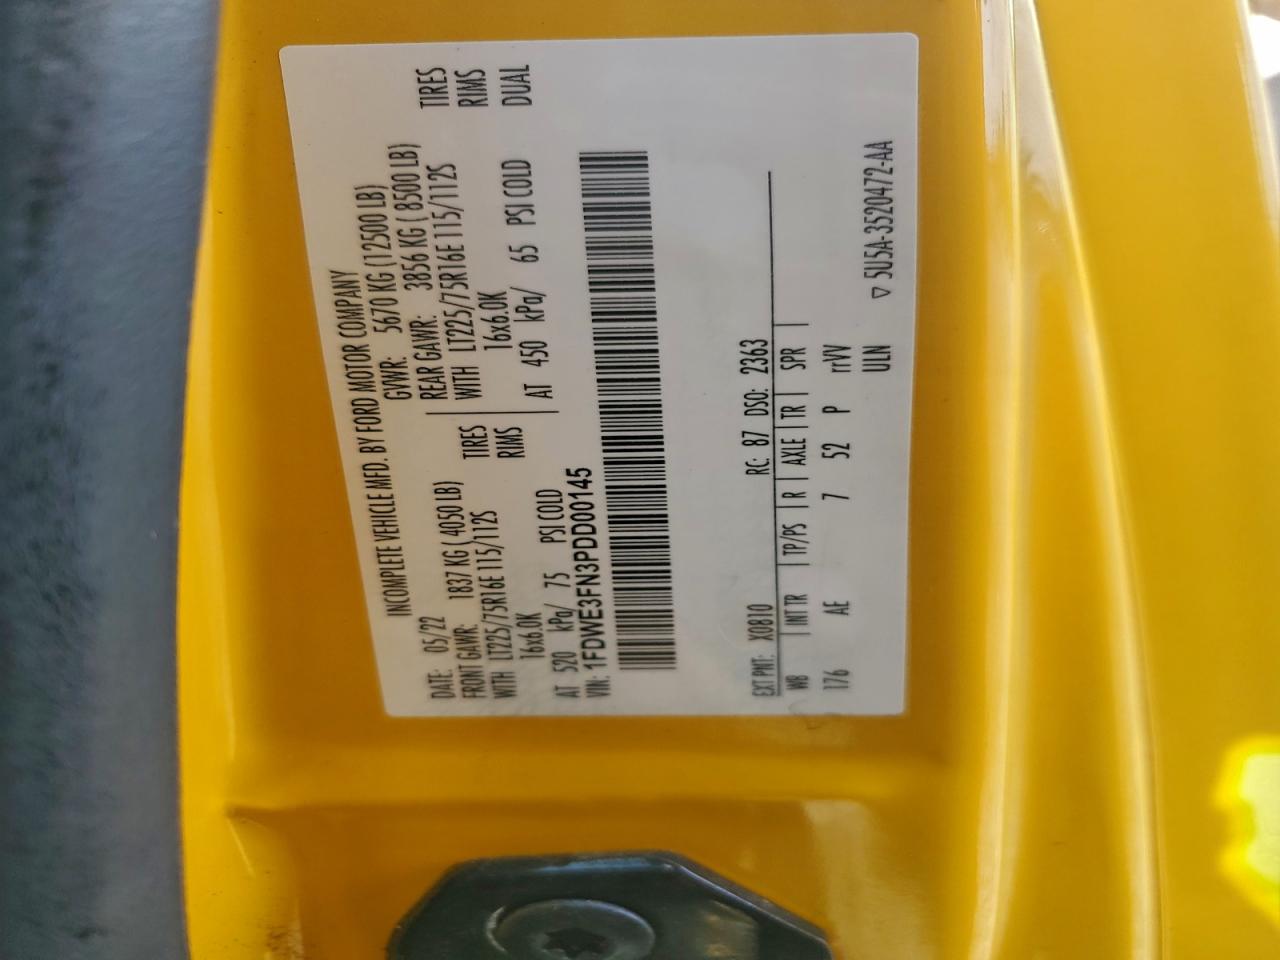 INCOMPLETE VEHICLE MFD. BY FORD MOTOR COMPANY
DATE: 05/22 GVWR: 5670 KG (12500 LB)
FRONT GAWR: 1837 KG ( 4050 LB) REAR GAWR: 3856 KG ( 8500 LB)
WITH LT225/75R16E 115/112S TIRES WITH LT225/75R16E 115/112S TIRES
16x6.0K RIMS 16x6.0K RIMS
AT 520 kPa/ 75 PSI COLD AT 450 kPa/ 65 PSI COLD DUAL
VIN: 1FDWE3FN3PDD00145
EXT PNT: X0810 RC: 87 DSO: 2363
WB INT TR TP/PS R AXLE TR SPR
176 AE 7 52 P rrVV
ULN ▽ 5U5A-3520472-AA